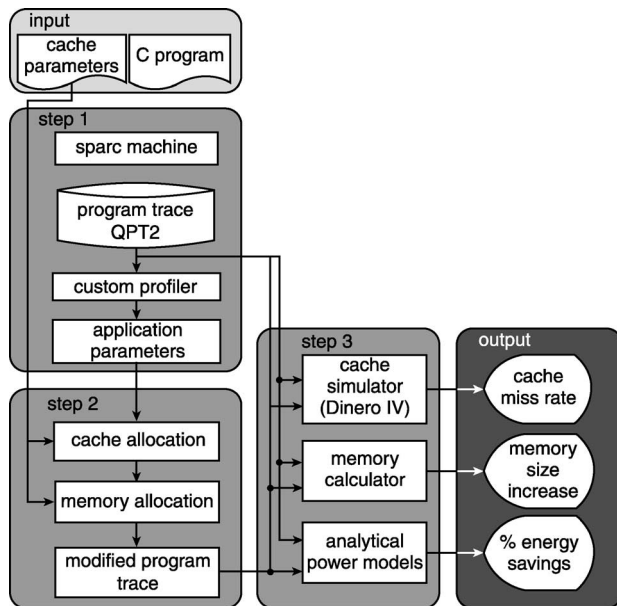 input
cache
parameters
C program
step 1
sparc machine
program trace
QPT2
custom profiler
application
parameters
step 2
cache allocation
memory allocation
modified program
trace
step 3
cache
simulator
(Dinero IV)
memory
calculator
analytical
power models
output
cache
miss rate
memory
size
increase
% energy
savings